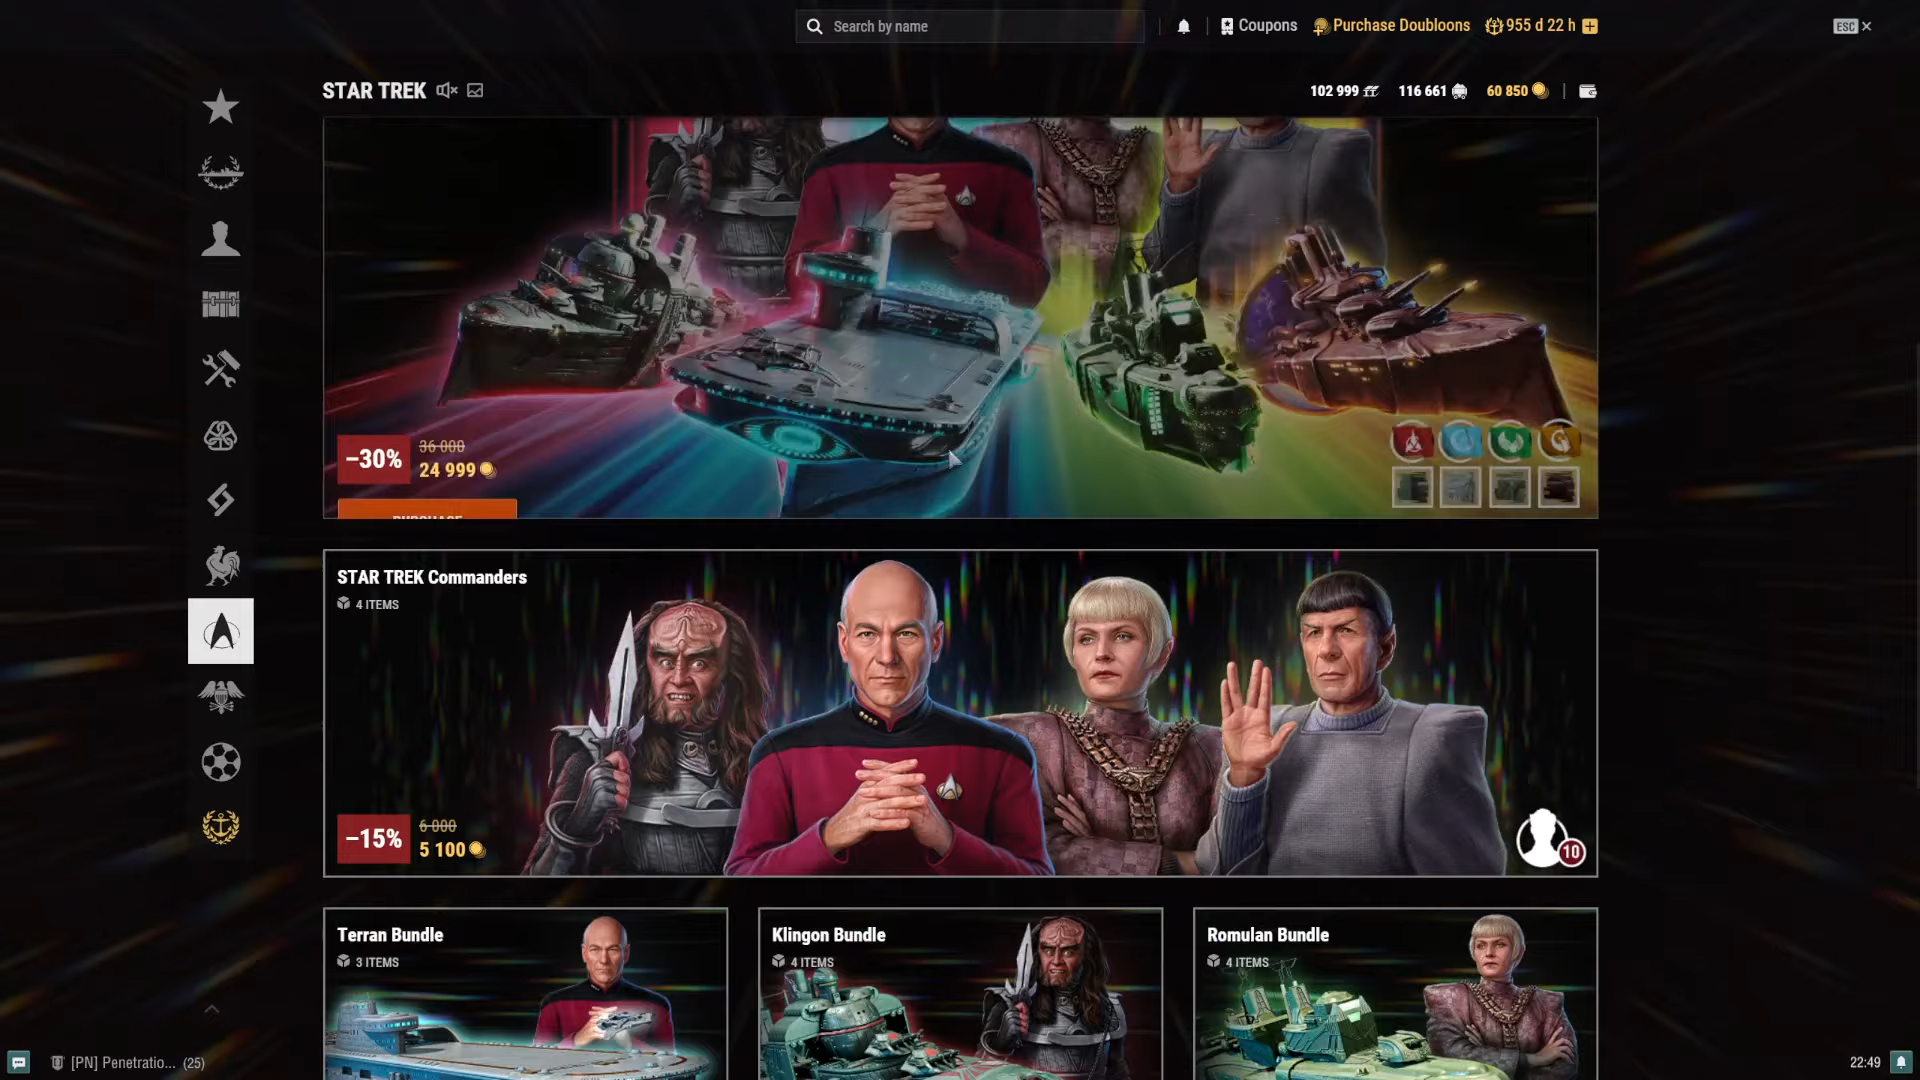 Search by name
Coupons
Purchase Doubloons
955 d 22 h
ESC
STAR TREK
102 999
116 661
60 850
-30%
36 000
24 999
PURCHASE
STAR TREK Commanders
4 ITEMS
-15%
6 000
5 100
10
Terran Bundle
3 ITEMS
Klingon Bundle
4 ITEMS
Romulan Bundle
4 ITEMS
[PN] Penetratio... (25)
22:49